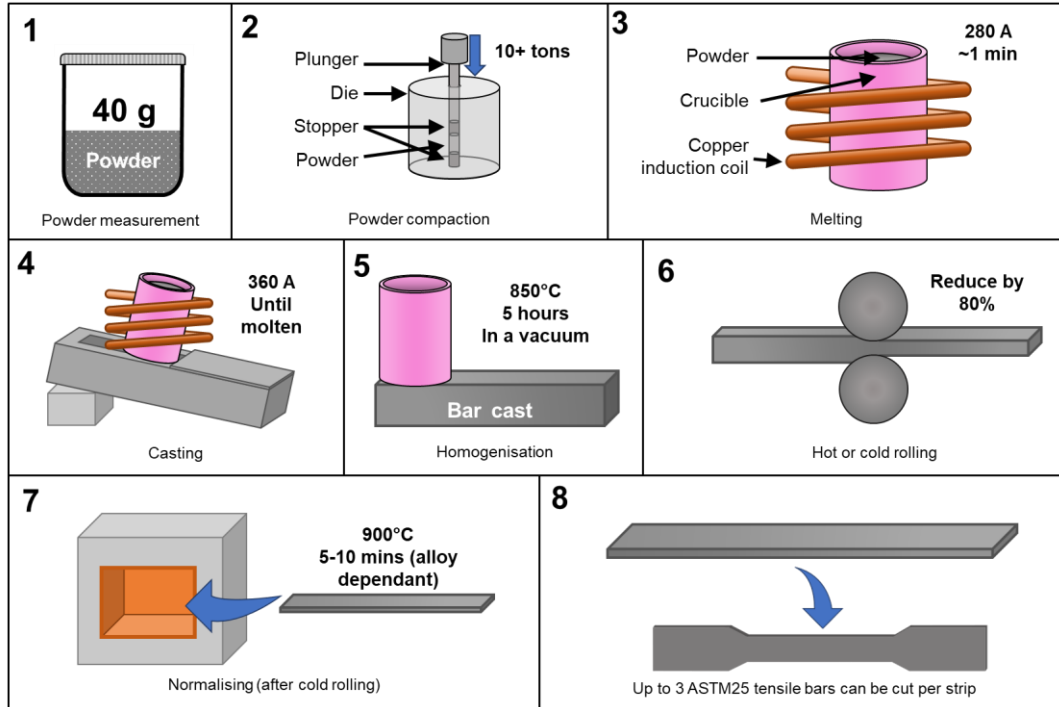 1
40 g
Powder
Powder measurement
2
10+ tons
Plunger
Die
Stopper
Powder
Powder compaction
3
280 A
~1 min
Powder
Crucible
Copper
induction coil
Melting
4
360 A
Until
molten
Casting
5
850°C
5 hours
In a vacuum
Bar cast
Homogenisation
6
Reduce by
80%
Hot or cold rolling
7
900°C
5-10 mins (alloy
dependant)
Normalising (after cold rolling)
8
Up to 3 ASTM25 tensile bars can be cut per strip